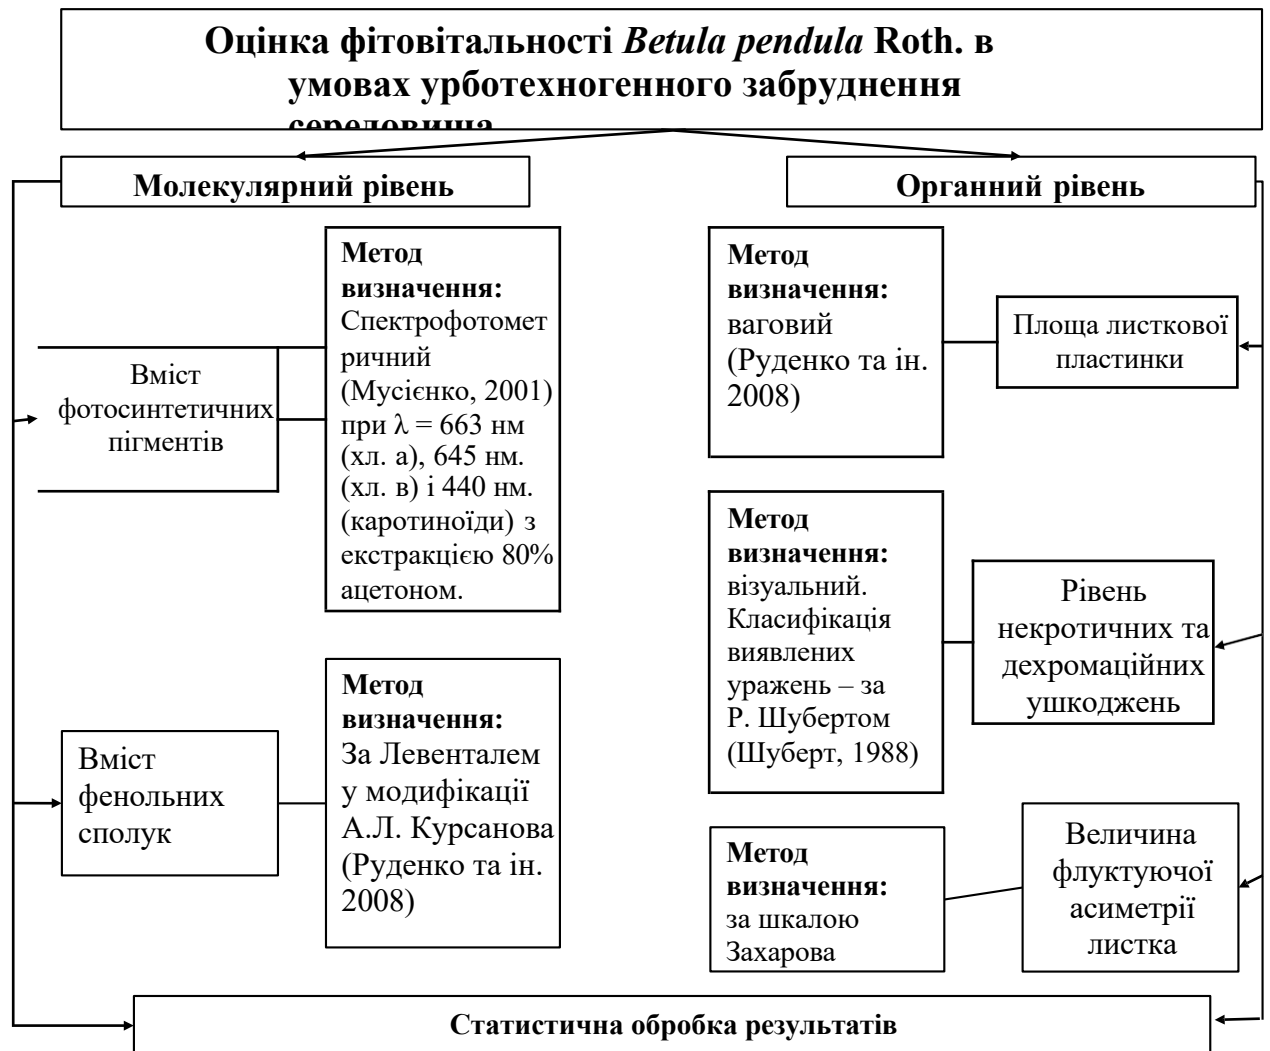 Оцінка фітовітальності Betula pendula Roth. в
умовах урботехногенного забруднення
середовища
Молекулярний рівень
Органний рівень
Вміст
фотосинтетичних
пігментів
Метод
визначення:
Спектрофотомет
ричний
(Мусієнко, 2001)
при λ = 663 нм
(хл. а), 645 нм.
(хл. в) і 440 нм.
(каротиноїди) з
екстракцією 80%
ацетоном.
Метод
визначення:
ваговий
(Руденко та ін.
2008)
Площа листкової
пластинки
Метод
визначення:
візуальний.
Класифікація
виявлених
уражень – за
Р. Шубертом
(Шуберт, 1988)
Рівень
некротичних та
дехромаційних
ушкоджень
Вміст
фенольних
сполук
Метод
визначення:
За Левенталем
у модифікації
А.Л. Курсанова
(Руденко та ін.
2008)
Метод
визначення:
за шкалою
Захарова
Величина
флуктуючої
асиметрії
листка
Статистична обробка результатів